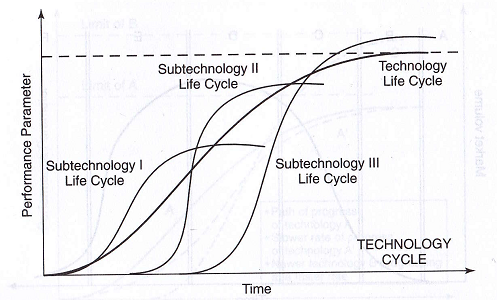 Performance Parameter
Subtechnology II
Life Cycle
Technology
Life Cycle
Subtechnology I
Life Cycle
Subtechnology III
Life Cycle
TECHNOLOGY
CYCLE
Time